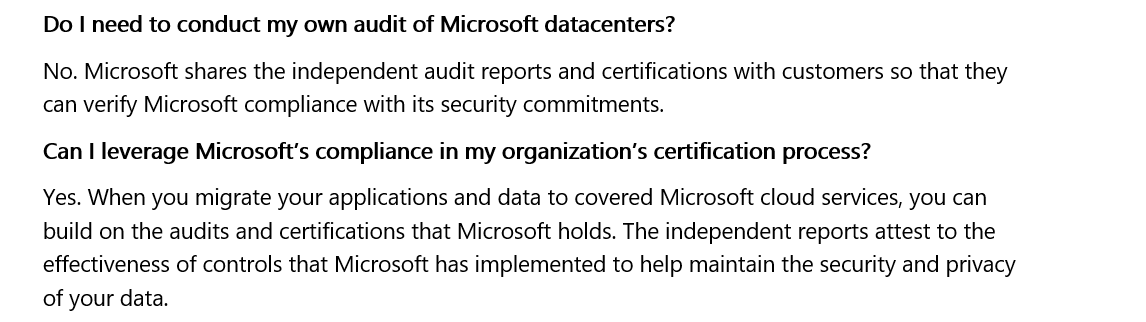 Do I need to conduct my own audit of Microsoft datacenters?
No. Microsoft shares the independent audit reports and certifications with customers so that they
can verify Microsoft compliance with its security commitments.
Can I leverage Microsoft’s compliance in my organization’s certification process?
Yes. When you migrate your applications and data to covered Microsoft cloud services, you can
build on the audits and certifications that Microsoft holds. The independent reports attest to the
effectiveness of controls that Microsoft has implemented to help maintain the security and privacy
of your data.